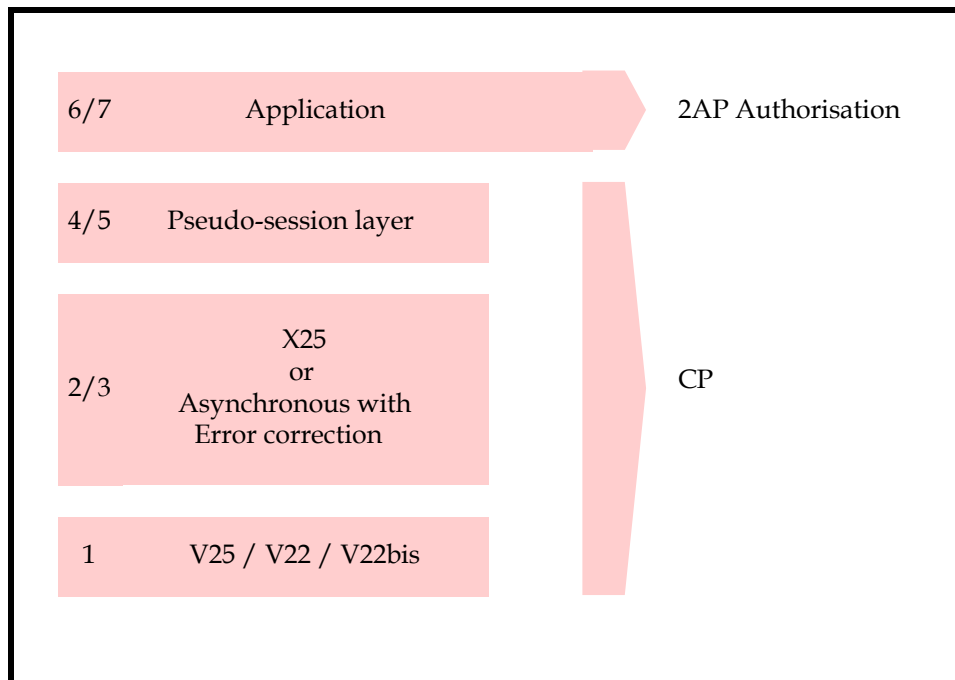 6/7 Application 2AP Authorisation
4/5 Pseudo-session layer
X25
or
2/3 Asynchronous with CP
Error correction
1 V25 / V22 / V22bis